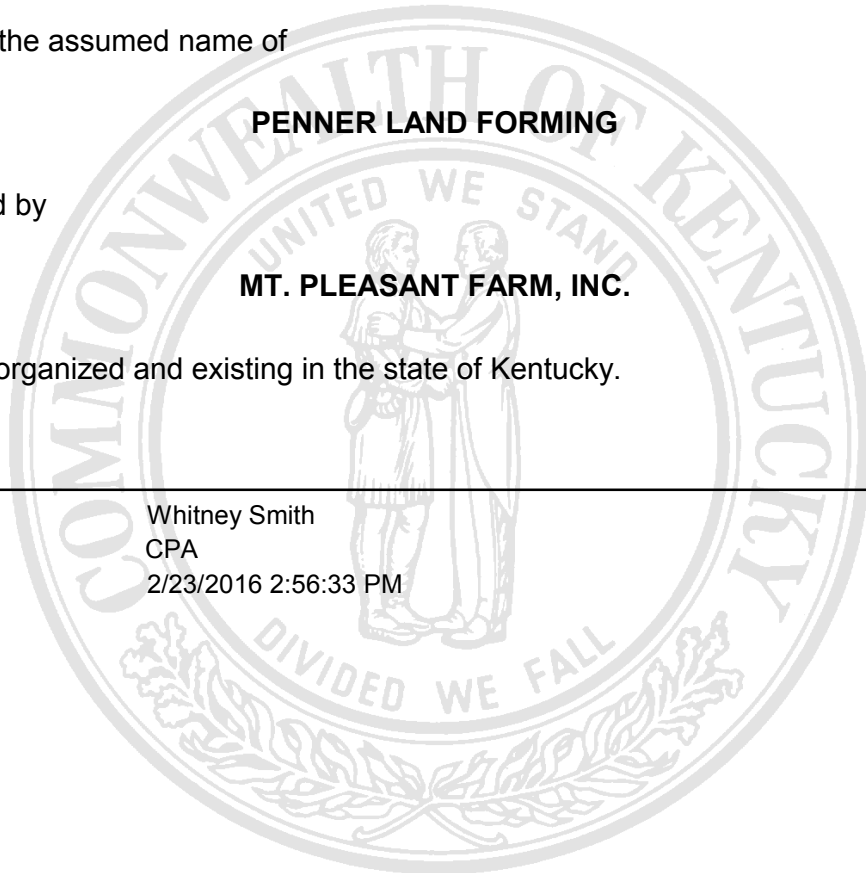 the assumed name of
PENNER LAND FORMING
d by
MT. PLEASANT FARM, INC.
organized and existing in the state of Kentucky.
Whitney Smith
CPA
2/23/2016 2:56:33 PM
COMMONWEALTH OF KENTUCKY
UNITED WE STAND
DIVIDED WE FALL